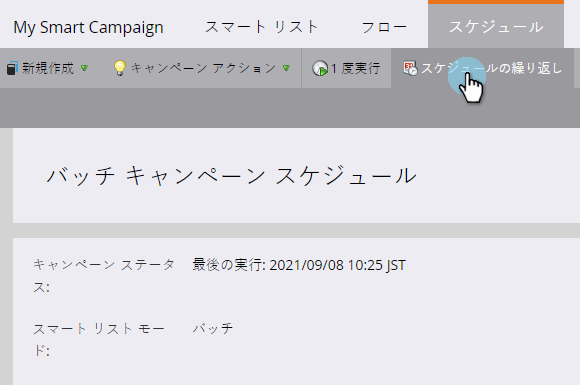 My Smart Campaign スマート リスト フロー スケジュール
新規作成 キャンペーン アクション 1 度実行 スケジュールの繰り返し
バッチ キャンペーン スケジュール
キャンペーン ステータ 最後の実行: 2021/09/08 10:25 JST
ス:
スマート リスト モー バッチ
ド: